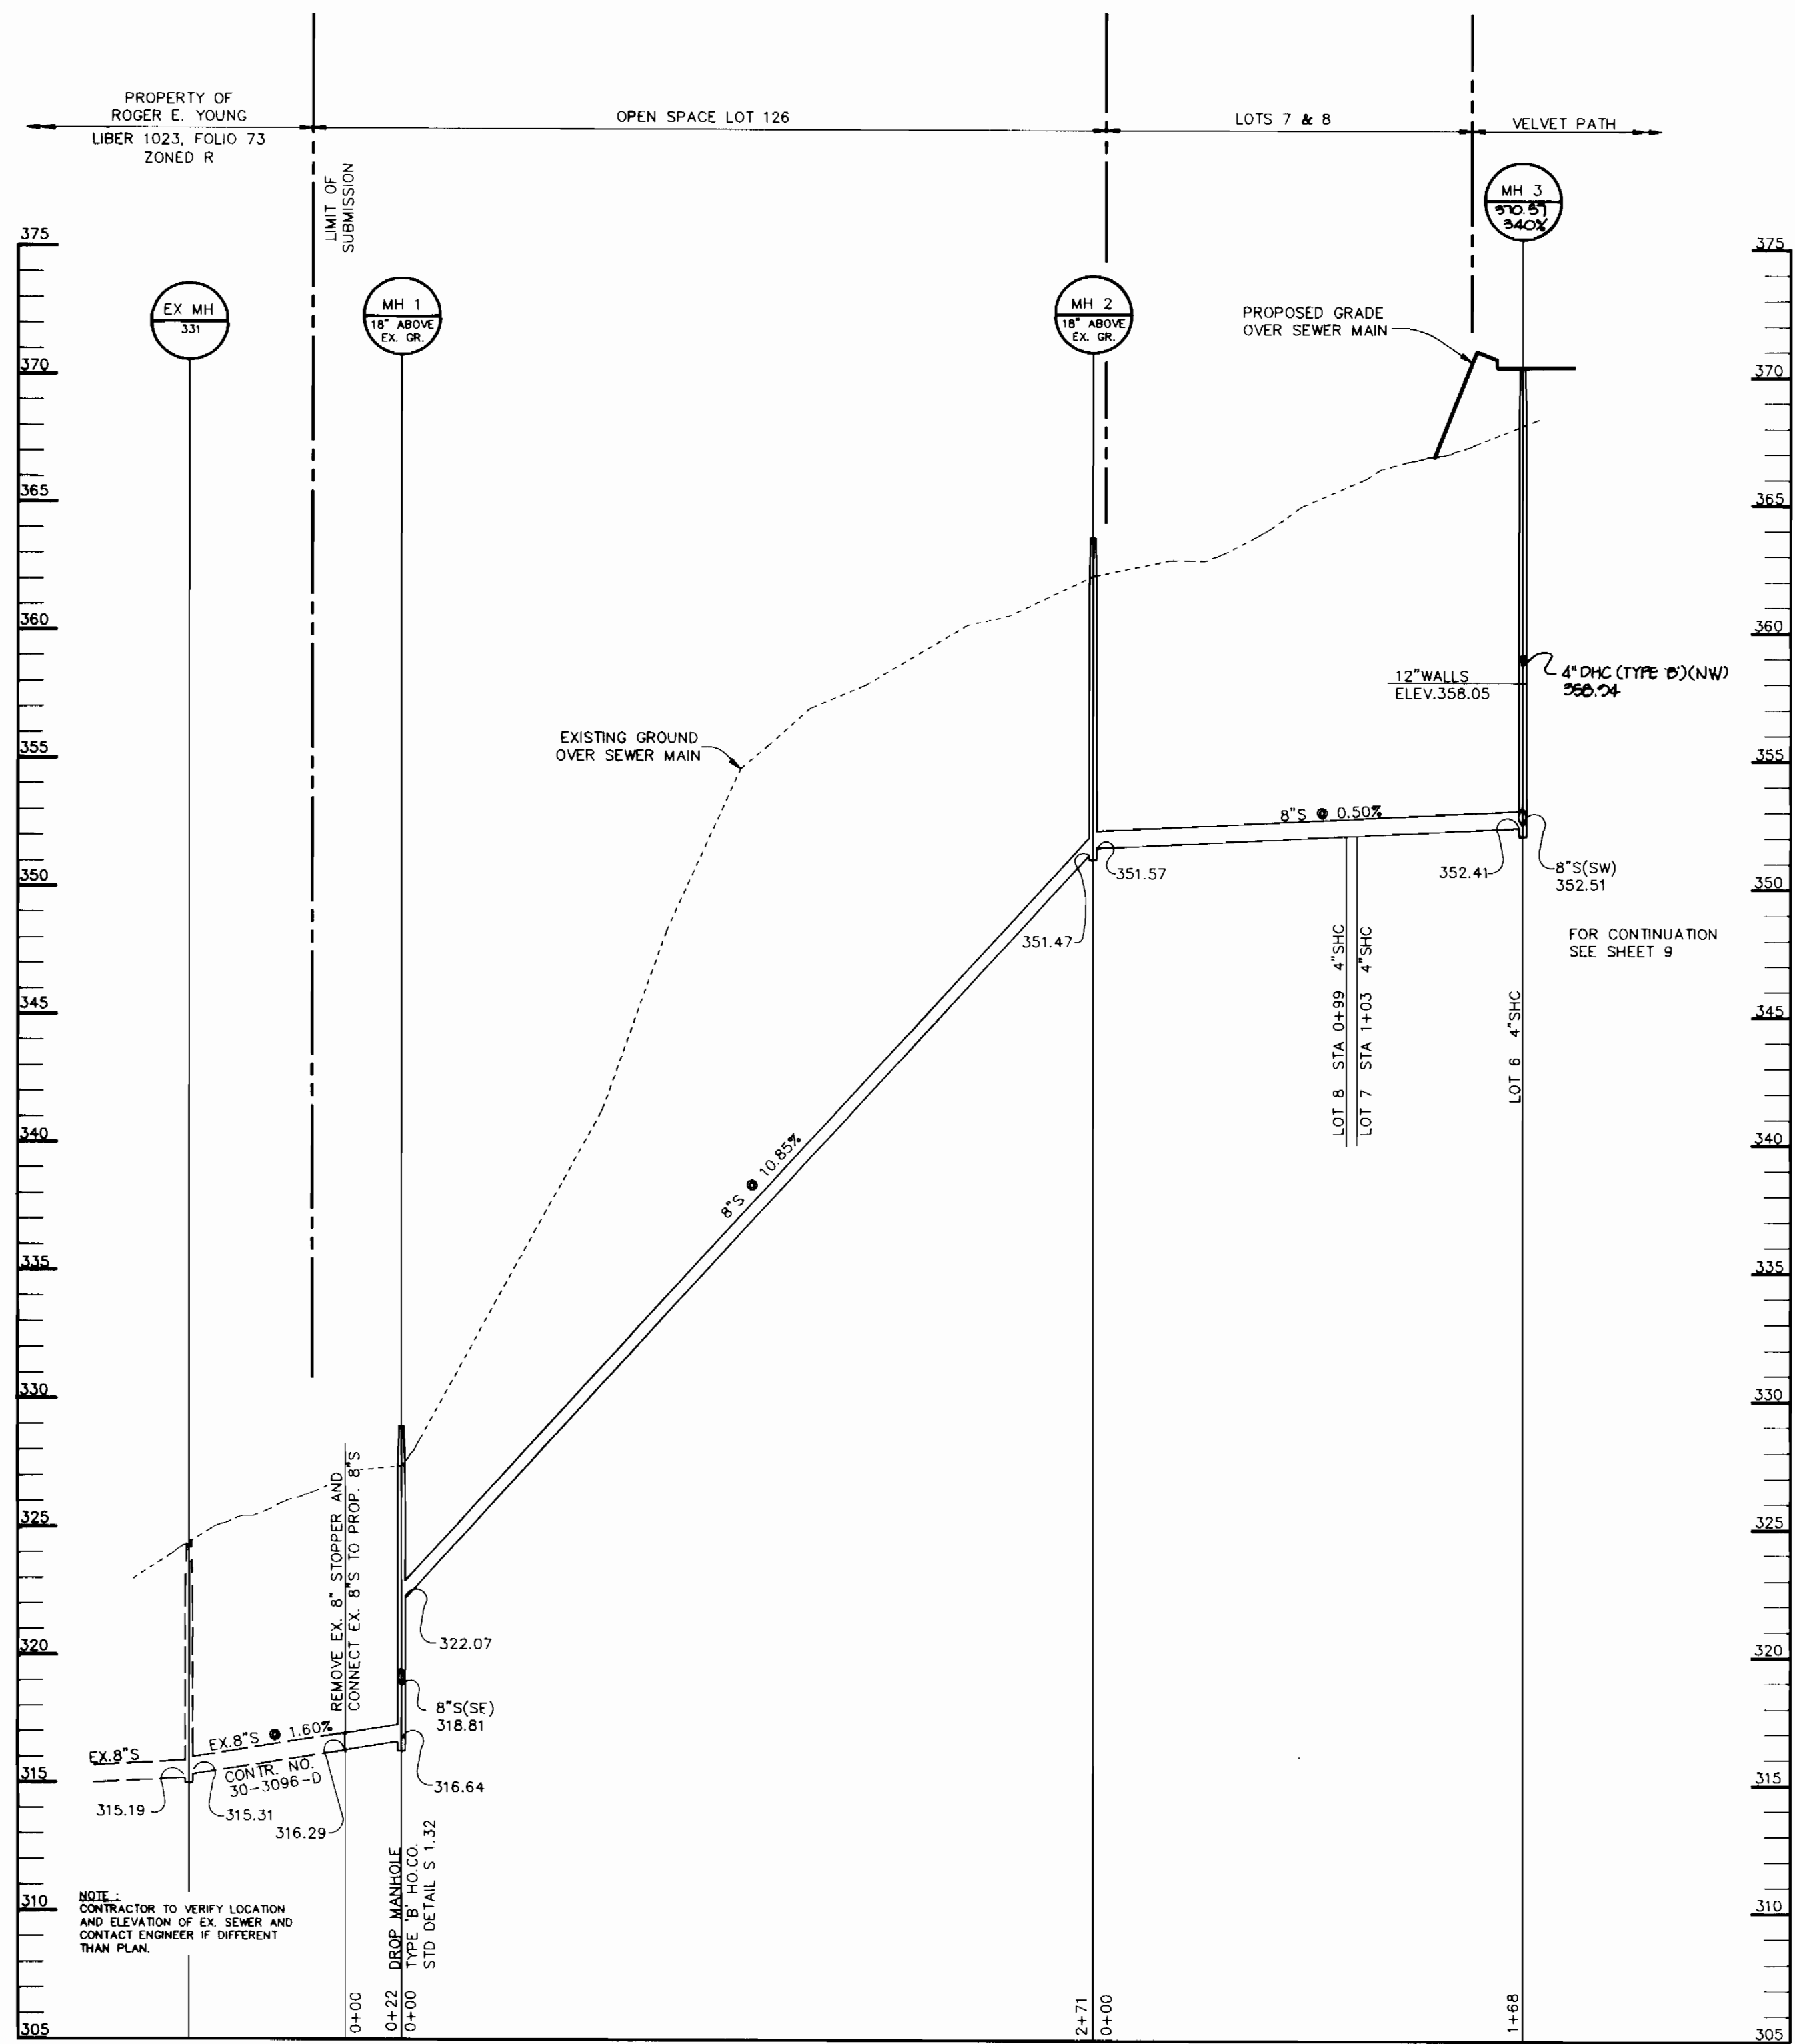 PROPERTY OF
ROGER E. YOUNG
LIBER 1023, FOLIO 73
ZONED R
OPEN SPACE LOT 126
LOTS 7 & 8
VELVET PATH
LIMIT OF
SUBMISSION
EX MH
331
MH 1
18" ABOVE
EX. GR.
MH 2
18" ABOVE
EX. GR.
MH 3
PROPOSED GRADE
OVER SEWER MAIN
375
370
365
360
355
350
345
340
335
330
325
320
315
310
305
375
370
365
360
355
350
345
340
335
330
325
320
315
310
305
EXISTING GROUND
OVER SEWER MAIN
12"WALLS
ELEV.358.05
4" DHC (TYPE 'B')(NW)
8"S @ 0.50%
351.57
351.47
352.41
8"S(SW)
352.51
FOR CONTINUATION
SEE SHEET 9
LOT 8 STA 0+99 4"SHC
LOT 7 STA 1+03 4"SHC
LOT 6 4"SHC
8"S @ 10.85%
REMOVE EX. 8" STOPPER AND
CONNECT EX. 8"S TO PROP. 8"S
322.07
8"S(SE)
318.81
316.64
EX.8"S
EX.8"S @ 1.60%
CONTR. NO.
30-3096-D
315.19
315.31
316.29
DROP MANHOLE
TYPE 'B' HO.CO.
STD DETAIL S 1.32
NOTE :
CONTRACTOR TO VERIFY LOCATION
AND ELEVATION OF EX. SEWER AND
CONTACT ENGINEER IF DIFFERENT
THAN PLAN.
0+00
0+22
0+00
2+71
0+00
1+68